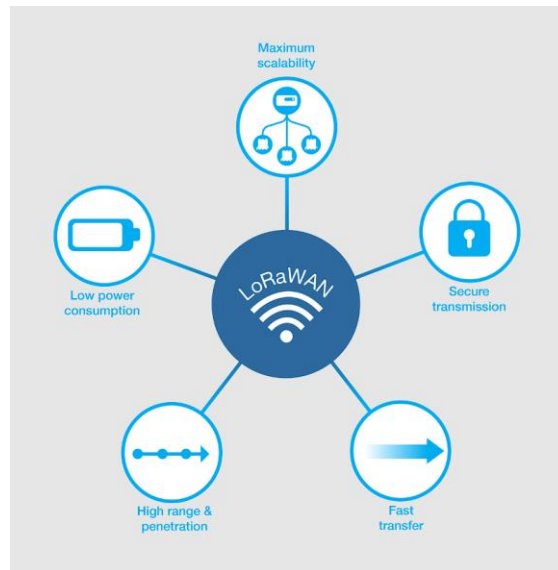 Maximum
scalability
LoRaWAN
Low power
consumption
Secure
transmission
High range &
penetration
Fast
transfer